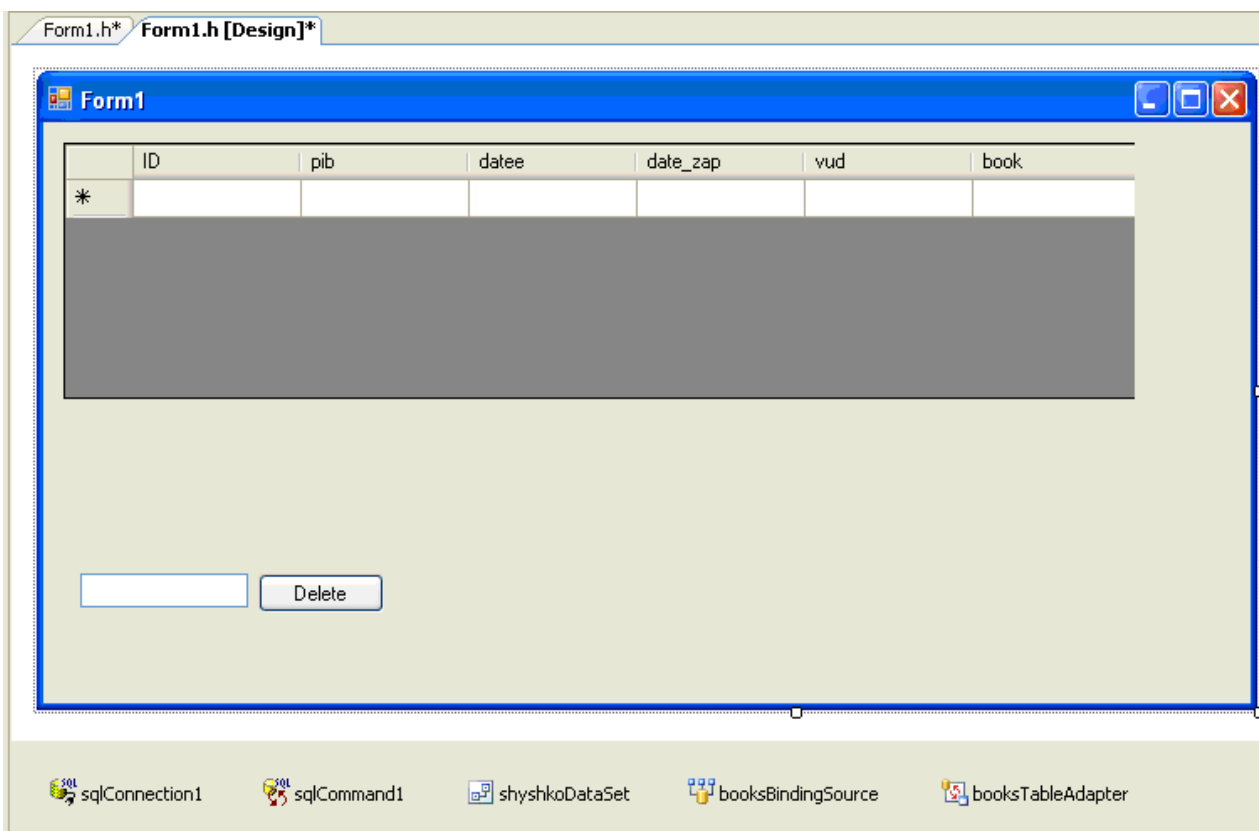 Form1.h* Form1.h [Design]*
Form1
ID pib datee date_zap vud book
Delete
sqlConnection1 sqlCommand1 shyshkoDataSet booksBindingSource booksTableAdapter